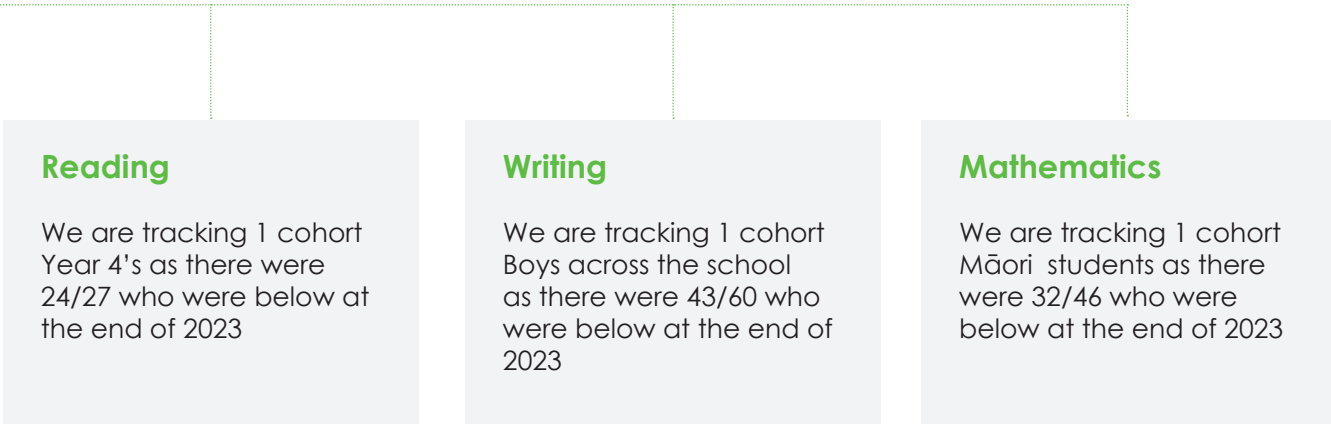 Reading
We are tracking 1 cohort
Year 4’s as there were
24/27 who were below at
the end of 2023
Writing
We are tracking 1 cohort
Boys across the school
as there were 43/60 who
were below at the end of
2023
Mathematics
We are tracking 1 cohort
Māori  students as there
were 32/46 who were
below at the end of 2023